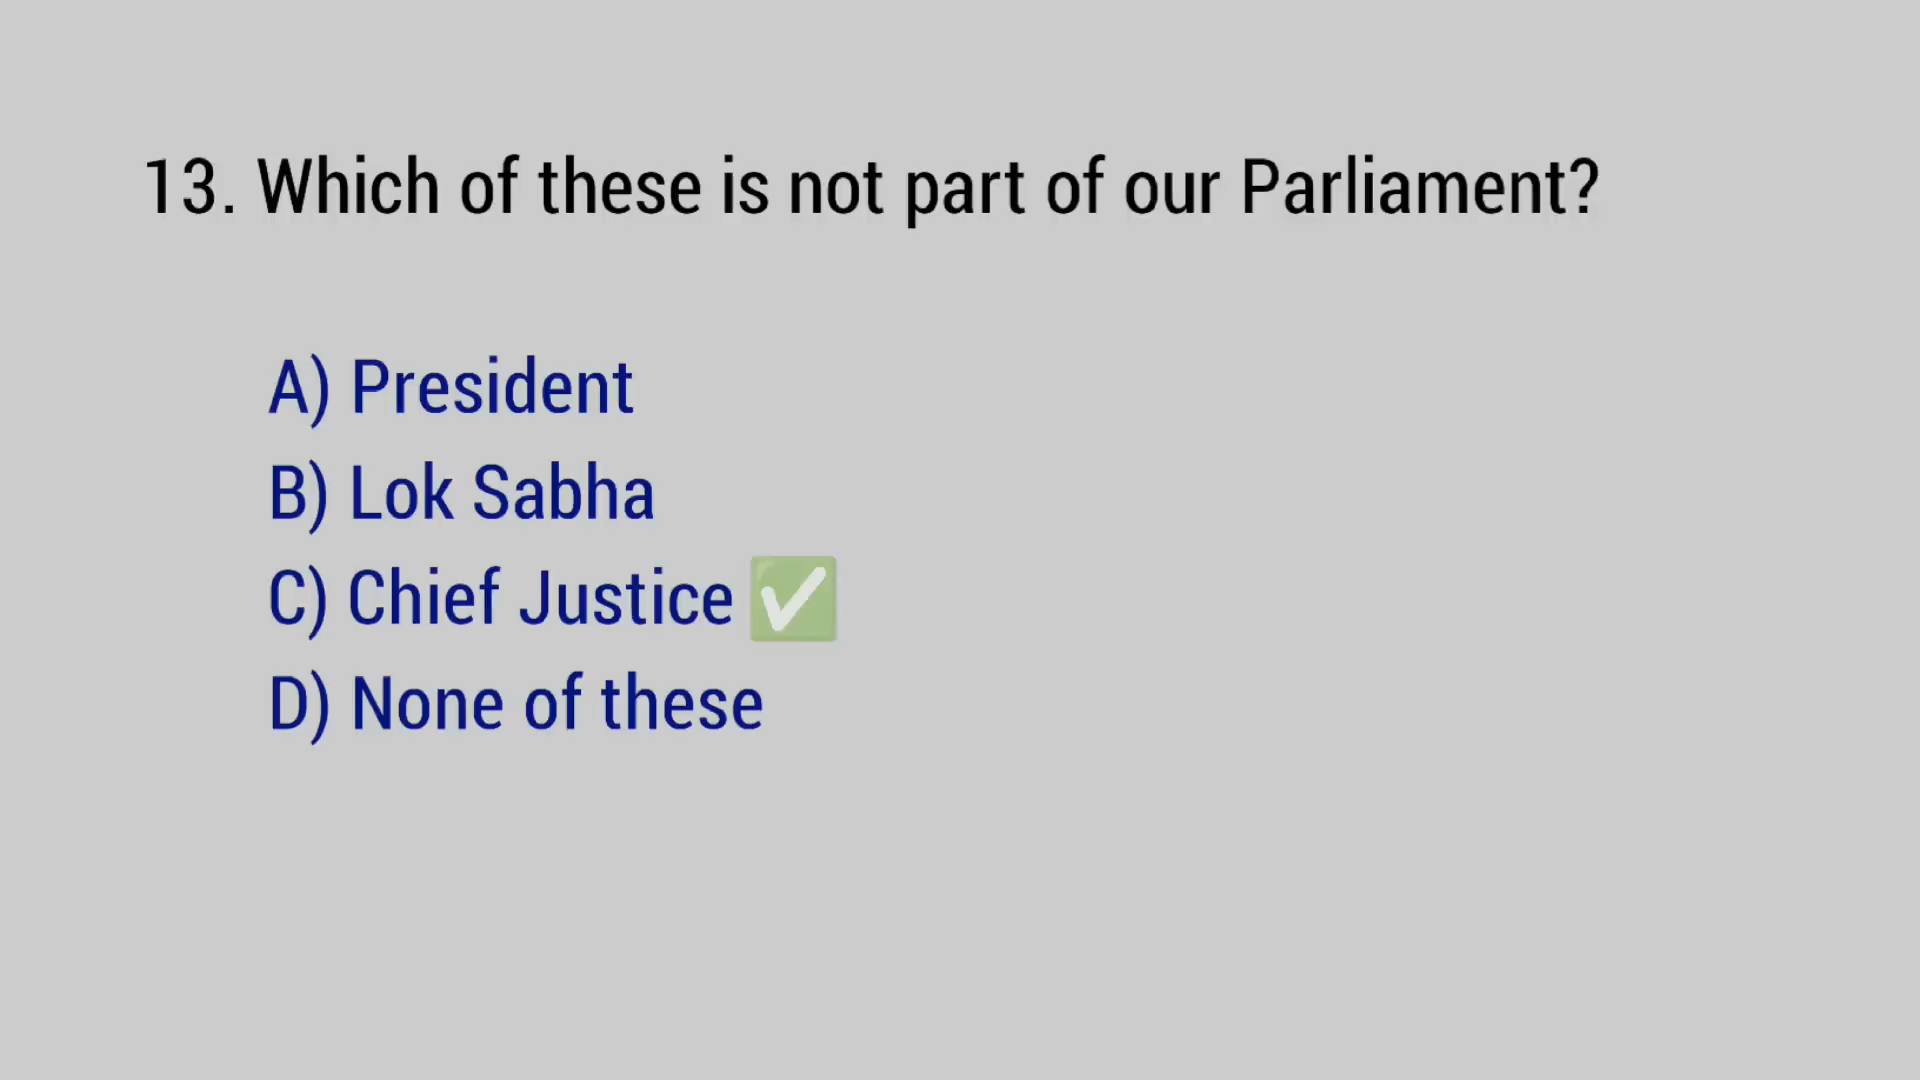 13. Which of these is not part of our Parliament?
A) President
B) Lok Sabha
C) Chief Justice ✅
D) None of these